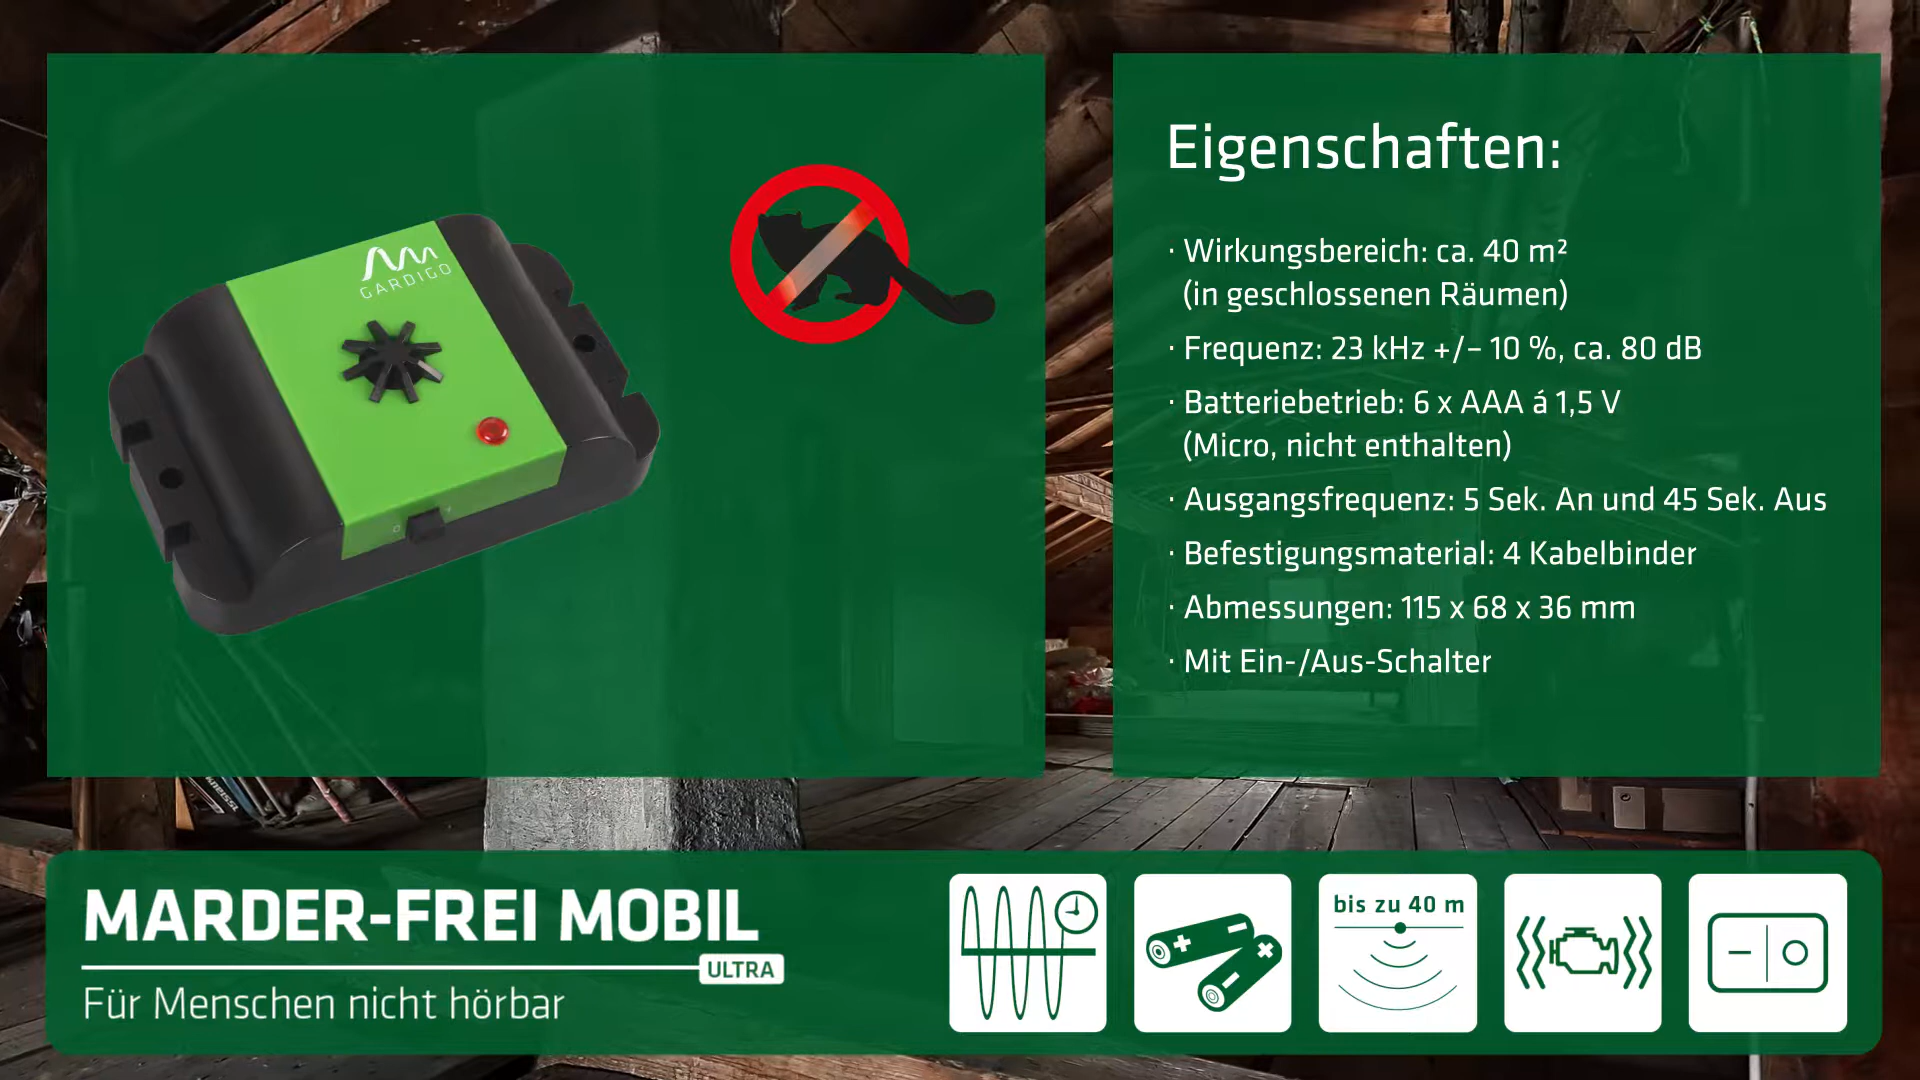 GARDIGO
Eigenschaften:
· Wirkungsbereich: ca. 40 m²
(in geschlossenen Räumen)
· Frequenz: 23 kHz +/– 10 %, ca. 80 dB
· Batteriebetrieb: 6 x AAA á 1,5 V
(Micro, nicht enthalten)
· Ausgangsfrequenz: 5 Sek. An und 45 Sek. Aus
· Befestigungsmaterial: 4 Kabelbinder
· Abmessungen: 115 x 68 x 36 mm
· Mit Ein-/Aus-Schalter
MARDER-FREI MOBIL
ULTRA
Für Menschen nicht hörbar
bis zu 40 m